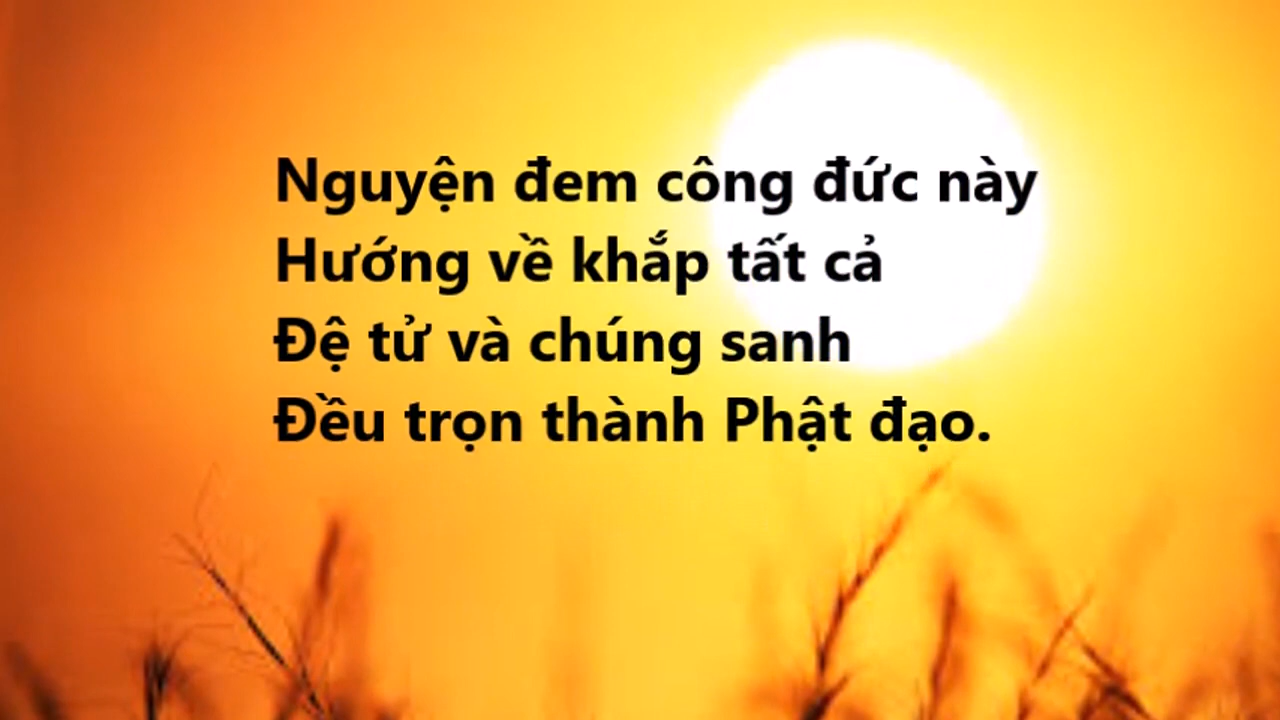 Nguyện đem công đức này
Hướng về khắp tất cả
Đệ tử và chúng sanh
Đều trọn thành Phật đạo.